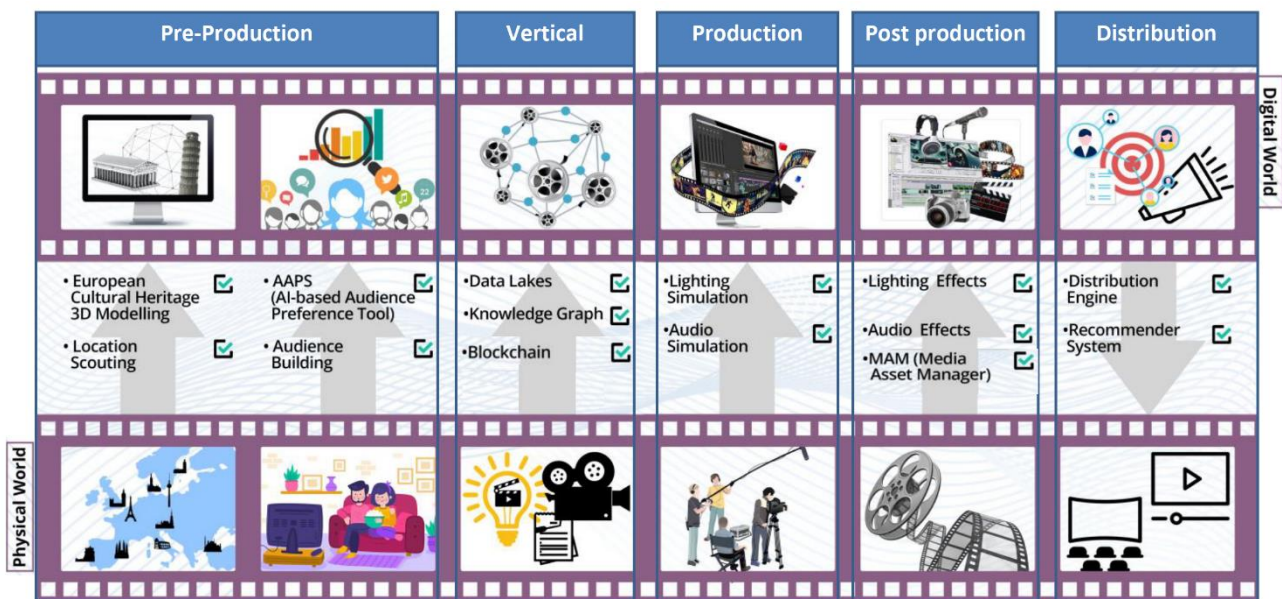 Pre-Production
Vertical
Production
Post production
Distribution
Digital World
22
• European
Cultural Heritage
3D Modelling
• Location
Scouting
• AAPS
(AI-based Audience
Preference Tool)
• Audience
Building
•Data Lakes
•Knowledge Graph
•Blockchain
•Lighting
Simulation
•Audio
Simulation
•Lighting Effects
•Audio Effects
•MAM (Media
Asset Manager)
•Distribution
Engine
•Recommender
System
Physical World